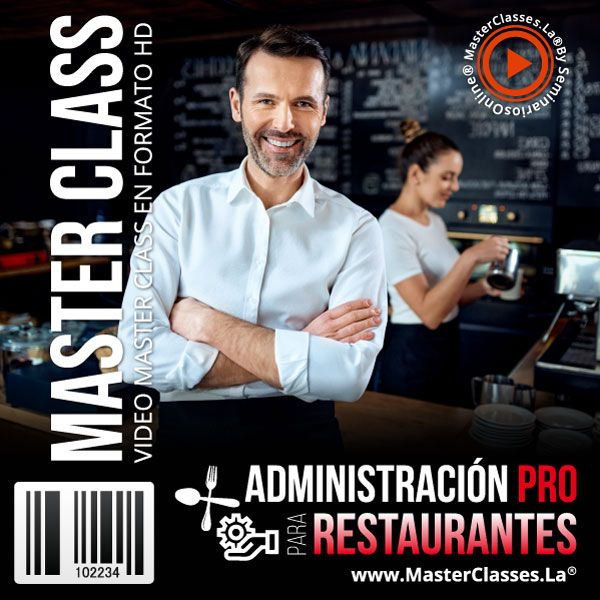 MASTER CLASS
VIDEO MASTER CLASS EN FORMATO HD
MasterClasses.La® By SeminariosOnline®
ADMINISTRACIÓN PRO
PARA RESTAURANTES
www.MasterClasses.La®
102234